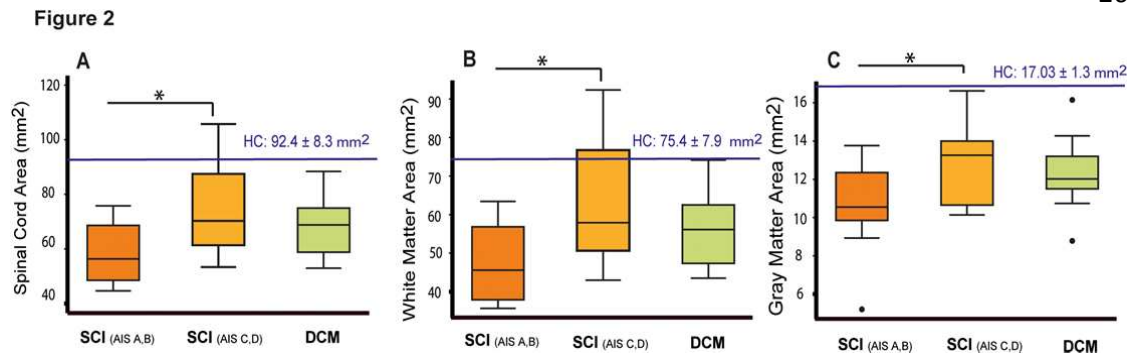 Figure 2
A
Spinal Cord Area (mm2)
120
100
80
60
40
*
HC: 92.4 ± 8.3 mm2
SCI (AIS A,B)
SCI (AIS C,D)
DCM
B
White Matter Area (mm2)
90
80
70
60
50
40
*
HC: 75.4 ± 7.9 mm2
SCI (AIS A,B)
SCI (AIS C,D)
DCM
C
Gray Matter Area (mm2)
16
14
12
10
8
6
*
HC: 17.03 ± 1.3 mm2
SCI (AIS A,B)
SCI (AIS C,D)
DCM